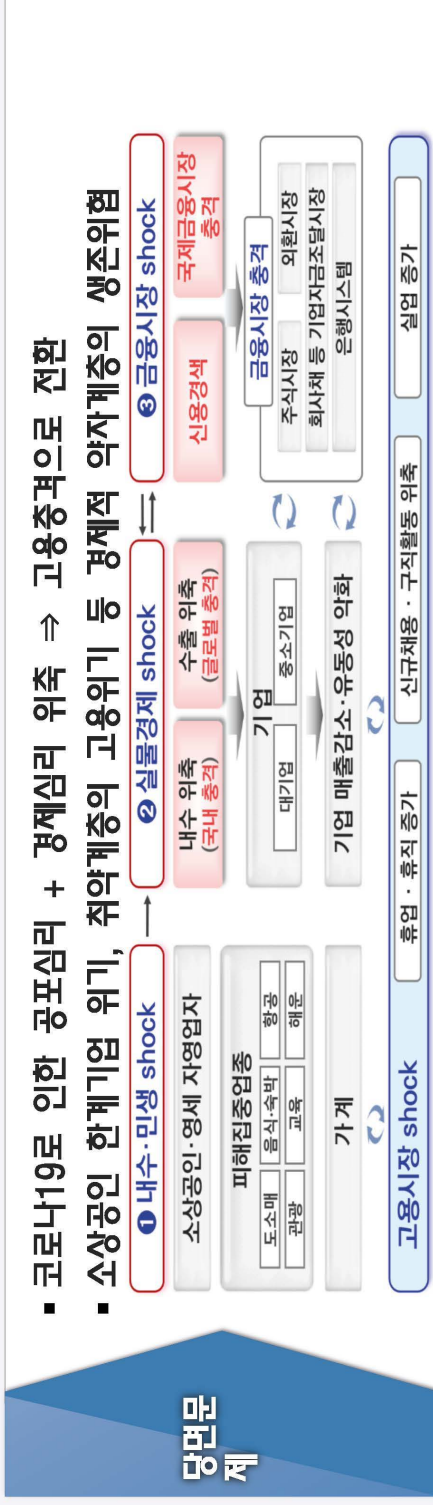 당면문
제
▪ 코로나19로 인한 공포심리 + 경제심리 위축 ⇒ 고용충격으로 전환
▪ 소상공인 한계기업 위기, 취약계층의 고용위기 등 경제적 약자계층의 생존위협
❶ 내수·민생 shock
소상공인·영세 자영업자
피해집중업종
도소매 음식·숙박 항공
관광 교육 해운
가계
❷ 실물경제 shock
내수 위축
(국내 충격)
수출 위축
(글로벌 충격)
기업
대기업 중소기업
기업 매출감소·유동성 악화
❸ 금융시장 shock
신용경색
국제금융시장
충격
금융시장 충격
주식시장 외환시장
회사채 등 기업자금조달시장
은행시스템
고용시장 shock
휴업 · 휴직 증가
신규채용 · 구직활동 위축
실업 증가